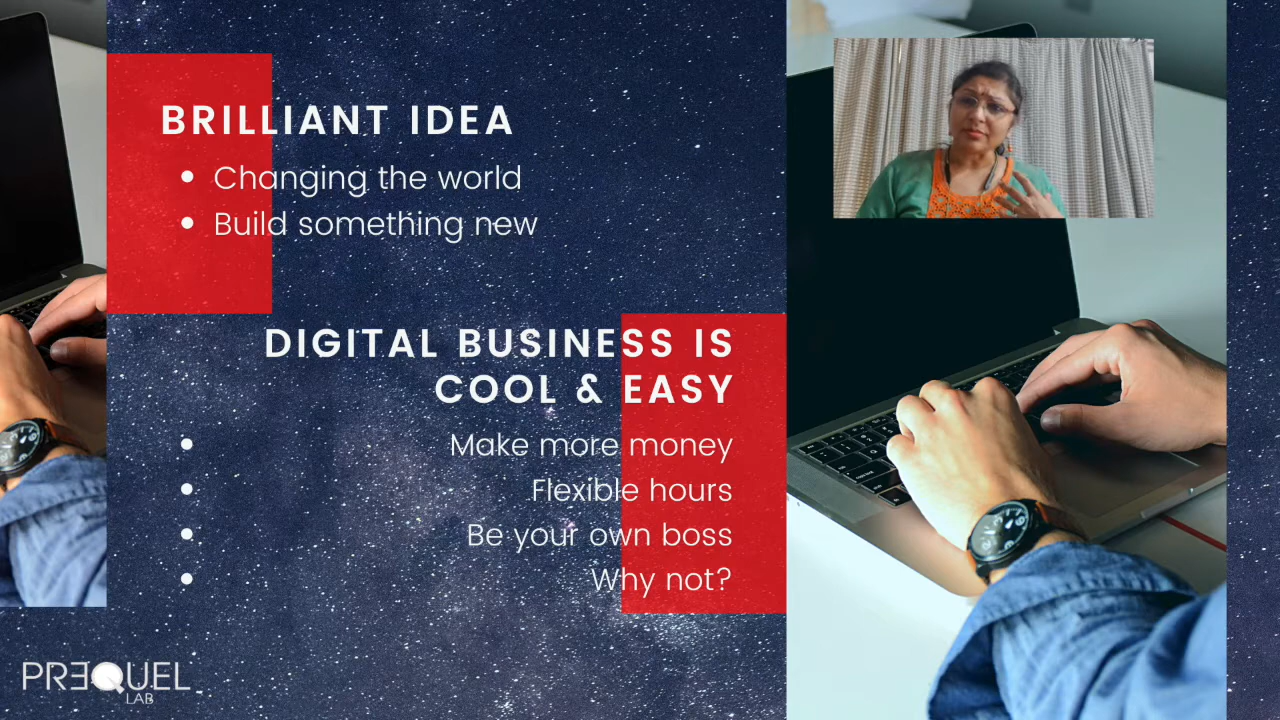 BRILLIANT IDEA
• Changing the world
• Build something new
DIGITAL BUSINESS IS
COOL & EASY
• Make more money
• Flexible hours
• Be your own boss
• Why not?
PREQUEL
LAB